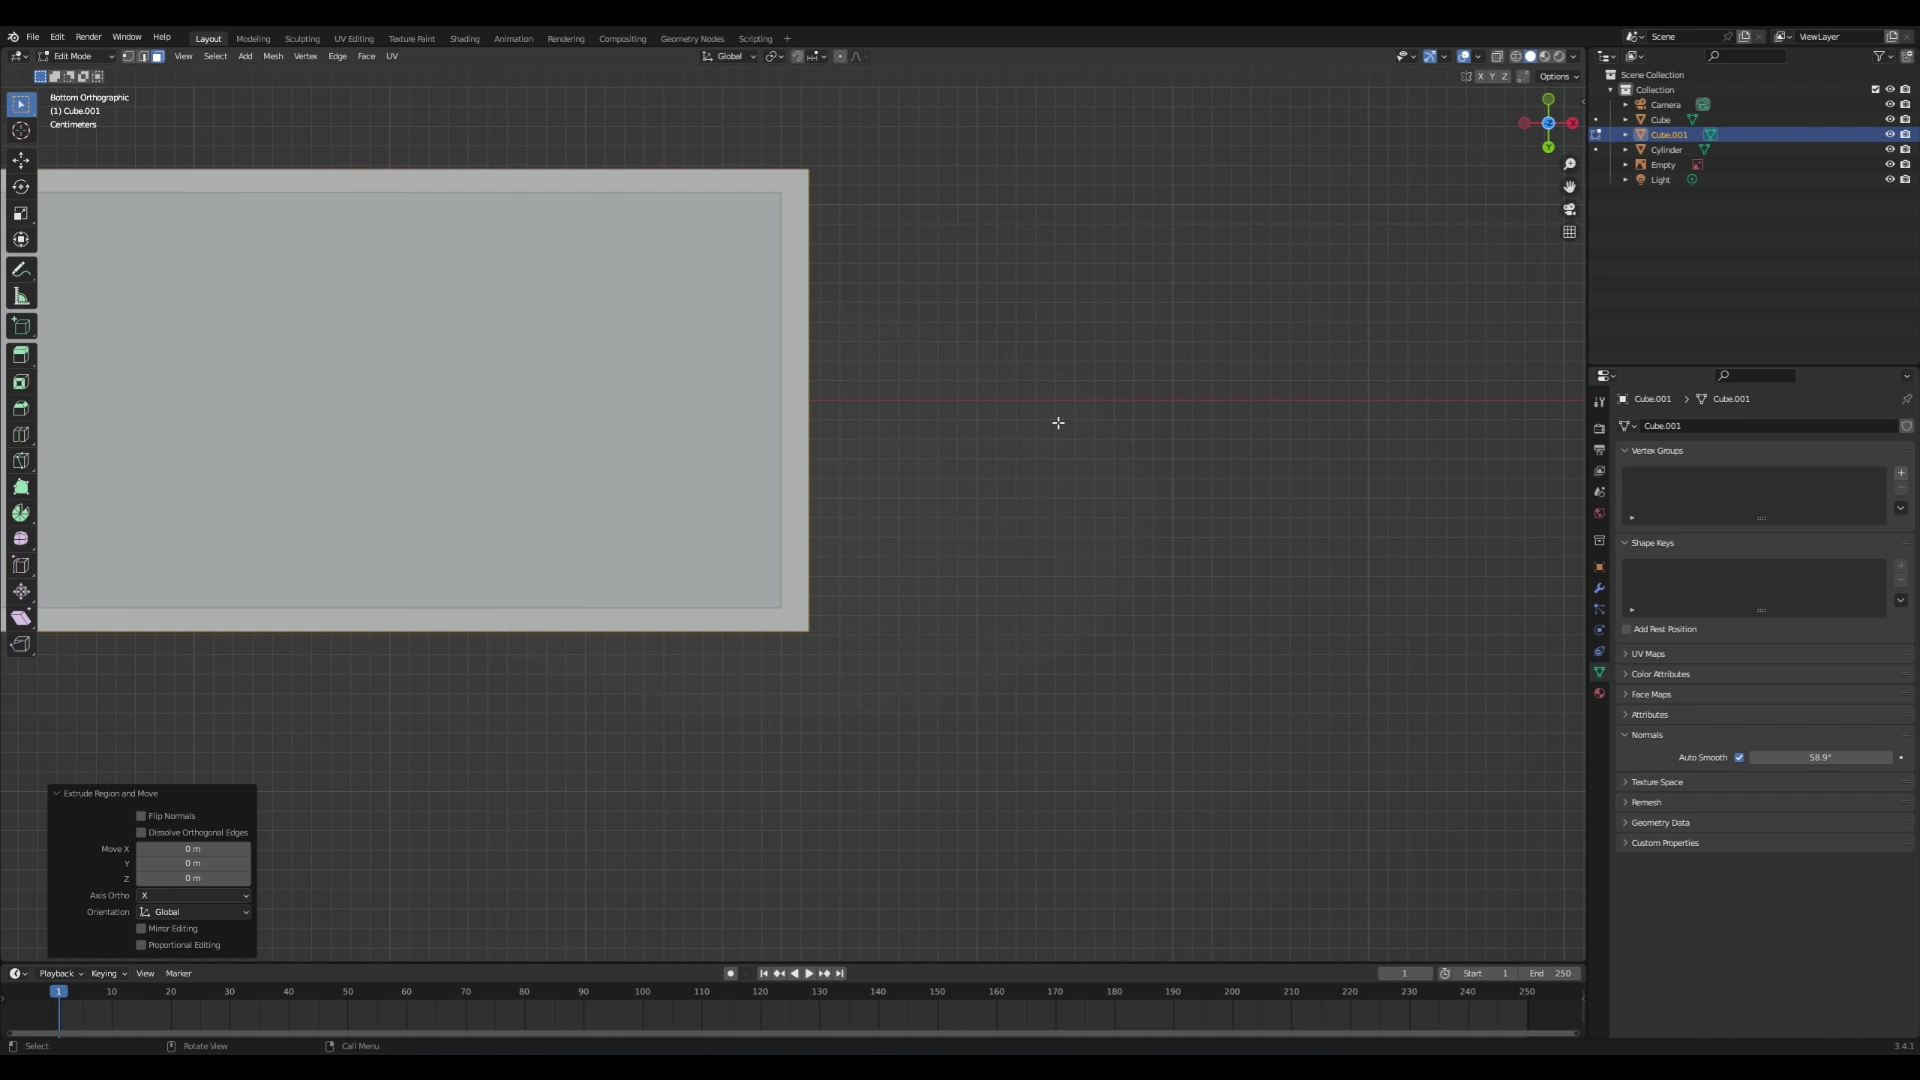 File Edit Render Window Help Layout Modeling Sculpting UV Editing Texture Paint Shading Animation Rendering Compositing Geometry Nodes Scripting + Scene ViewLayer
Edit Mode View Select Add Mesh Vertex Edge Face UV Global
X Y Z Options
Bottom Orthographic
(1) Cube.001
Centimeters
X
Y
Scene Collection
Collection
Camera
Cube
Cube.001
Cylinder
Empty
Light
Cube.001 > Cube.001
Cube.001
Vertex Groups
Shape Keys
Add Rest Position
UV Maps
Color Attributes
Face Maps
Attributes
Normals
Auto Smooth 58.9°
Texture Space
Remesh
Geometry Data
Custom Properties
Extrude Region and Move
Flip Normals
Dissolve Orthogonal Edges
Move X 0 m
Y 0 m
Z 0 m
Axis Ortho X
Orientation Global
Mirror Editing
Proportional Editing
Playback Keying View Marker 1 Start 1 End 250
1 10 20 30 40 50 60 70 80 90 100 110 120 130 140 150 160 170 180 190 200 210 220 230 240 250
Select Rotate View Call Menu 3.4.1